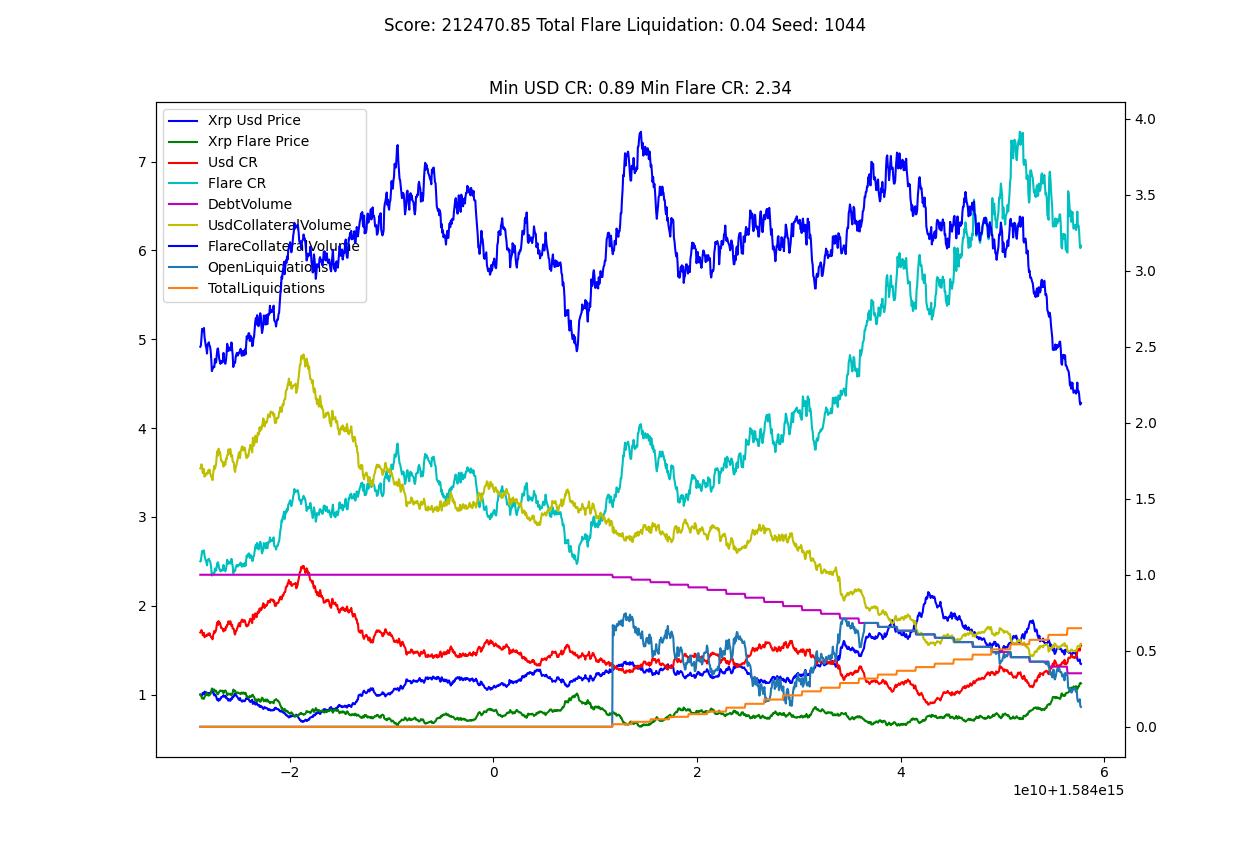 Score: 212470.85 Total Flare Liquidation: 0.04 Seed: 1044
Min USD CR: 0.89 Min Flare CR: 2.34
Xrp Usd Price
Xrp Flare Price
Usd CR
Flare CR
DebtVolume
UsdCollateralVolume
FlareCollateralVolume
OpenLiquidations
TotalLiquidations
7
6
5
4
3
2
1
4.0
3.5
3.0
2.5
2.0
1.5
1.0
0.5
0.0
−2
0
2
4
6
1e10+1.584e15